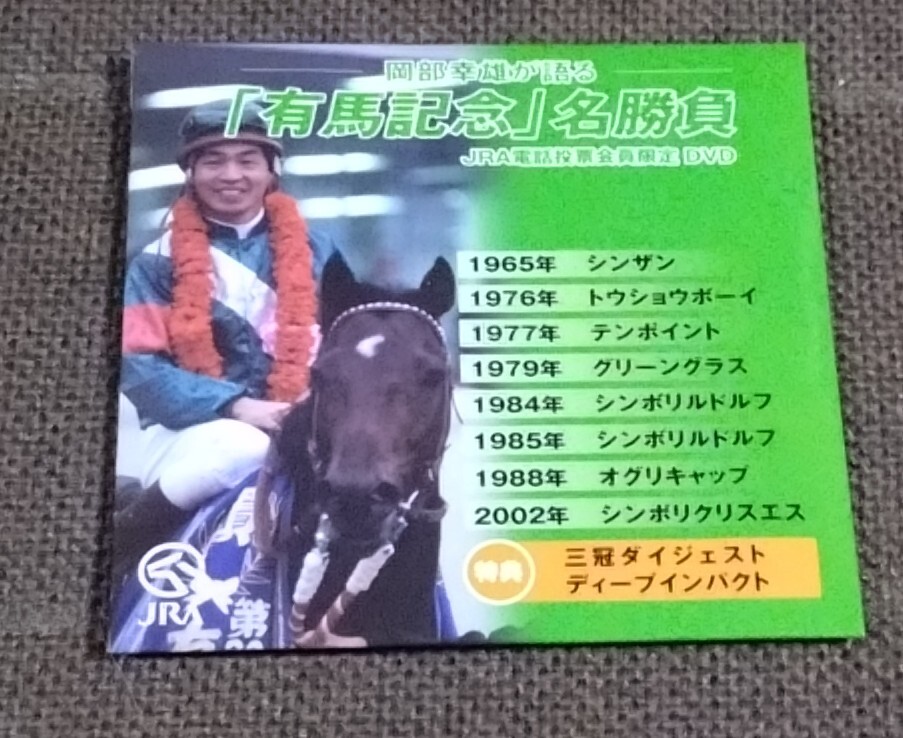 岡部幸雄が語る
「有馬記念」名勝負
JRA電話投票会員限定DVD
1965年 シンザン
1976年 トウショウボーイ
1977年 テンポイント
1979年 グリーングラス
1984年 シンボリルドルフ
1985年 シンボリルドルフ
1988年 オグリキャップ
2002年 シンボリクリスエス
特典
三冠ダイジェスト
ディープインパクト
JRA
第
有